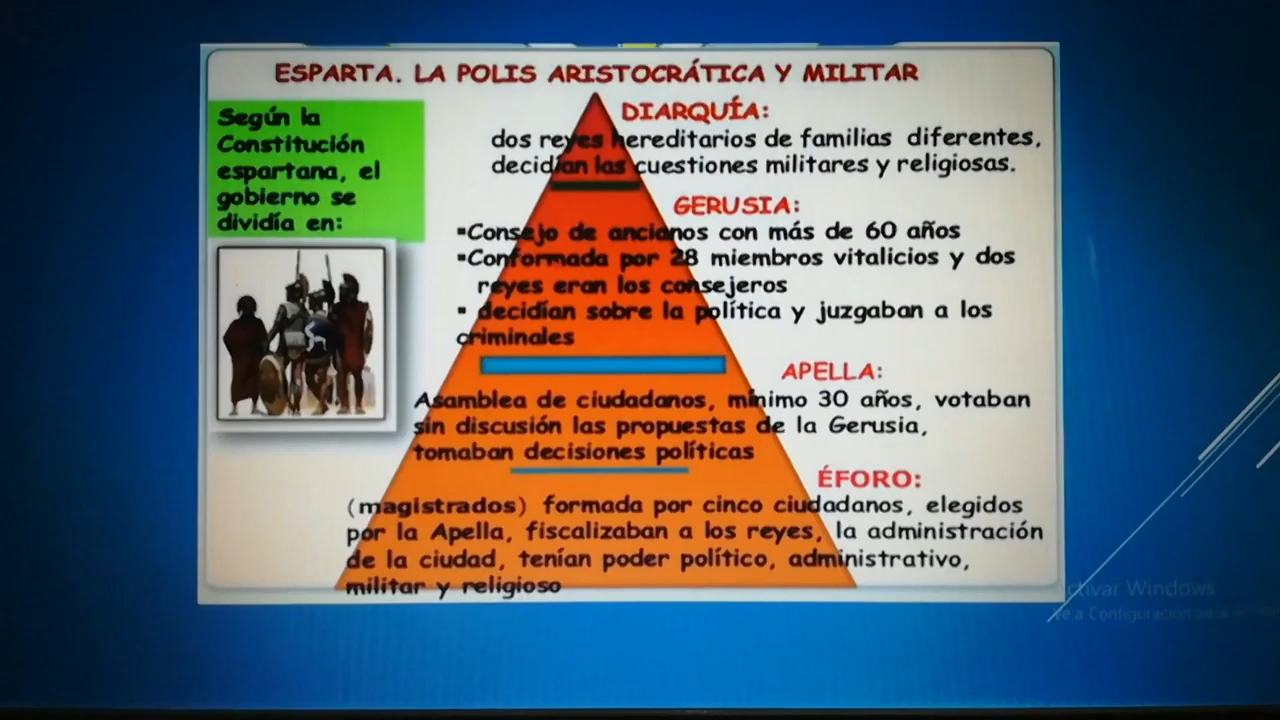 ESPARTA. LA POLIS ARISTOCRÁTICA Y MILITAR
Según la
Constitución
espartana, el
gobierno se
dividía en:
DIARQUÍA:
dos reyes hereditarios de familias diferentes,
decidían las cuestiones militares y religiosas.
GERUSIA:
▪Consejo de ancianos con más de 60 años
▪Conformada por 28 miembros vitalicios y dos
reyes eran los consejeros
▪ decidían sobre la política y juzgaban a los
criminales
APELLA:
Asamblea de ciudadanos, mínimo 30 años, votaban
sin discusión las propuestas de la Gerusia,
tomaban decisiones políticas
ÉFORO:
(magistrados) formada por cinco ciudadanos, elegidos
por la Apella, fiscalizaban a los reyes, la administración
de la ciudad, tenían poder político, administrativo,
militar y religioso
ctivar Windows
Ve a Configuración para